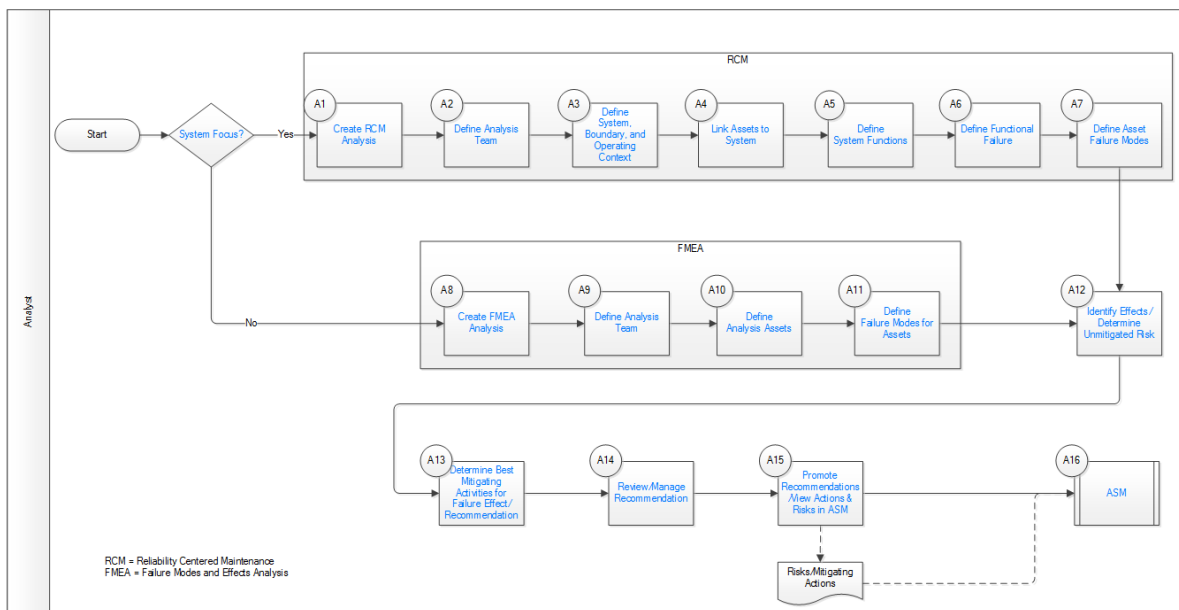 RCM
A1
Create RCM
Analysis
A2
Define Analysis
Team
A3
Define
System,
Boundary, and
Operating
Context
A4
Link Assets to
System
A5
Define
System Functions
A6
Define Functional
Failure
A7
Define Asset
Failure Modes
Start
System Focus?
Yes
No
FMEA
A8
Create FMEA
Analysis
A9
Define Analysis
Team
A10
Define
Analysis Assets
A11
Define
Failure Modes for
Assets
A12
Identify Effects/
Determine
Unmitigated Risk
Analyst
A13
Determine Best
Mitigating
Activities for
Failure Effect/
Recommendation
A14
Review/Manage
Recommendation
A15
Promote
Recommendations
/View Actions &
Risks in ASM
A16
ASM
Risks/Mitigating
Actions
RCM = Reliability Centered Maintenance
FMEA = Failure Modes and Effects Analysis